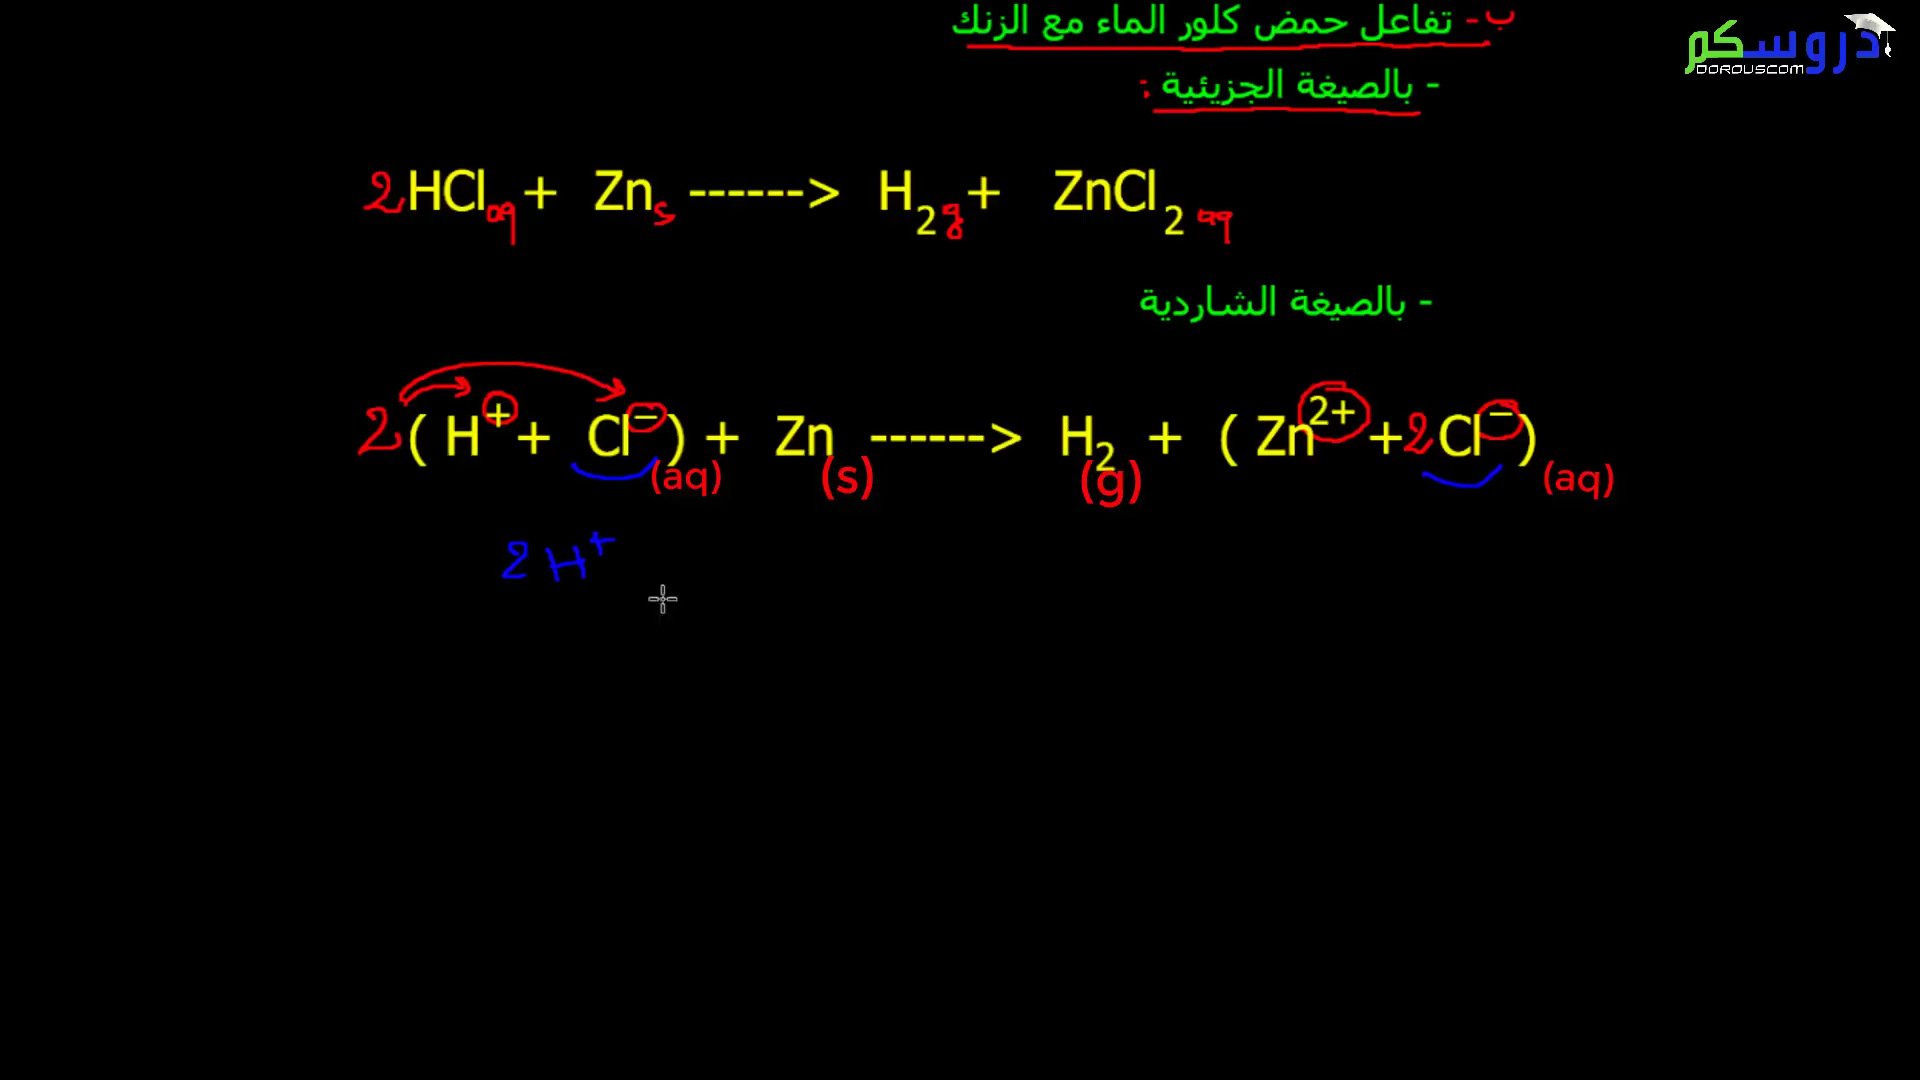 دروسكم
DOROUSCOM
ب- تفاعل حمض كلور الماء مع الزنك
- بالصيغة الجزيئية :
2HCl aq + Zn s ------> H2 g + ZnCl2 aq
- بالصيغة الشاردية
2( H⁺ + Cl⁻ )(aq) + Zn(s) ------> H2(g) + ( Zn²⁺ + 2Cl⁻ )(aq)
2 H⁺